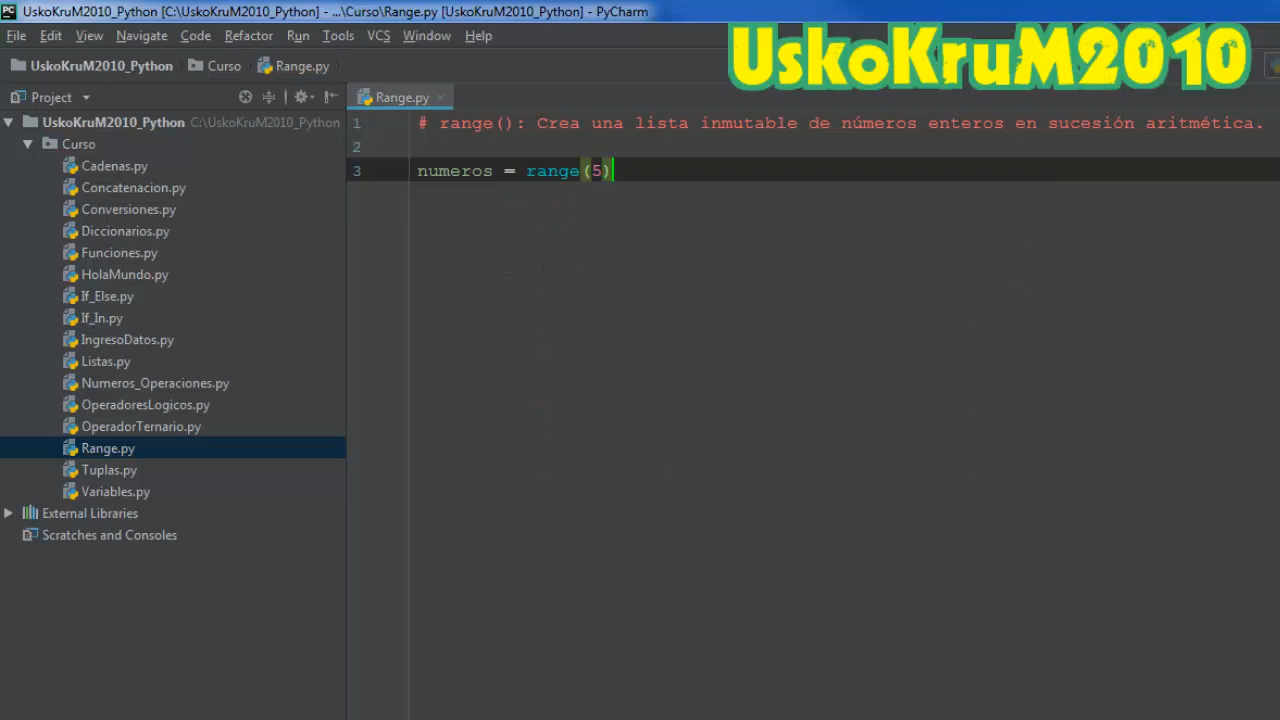 UskoKruM2010_Python [C:\UskoKruM2010_Python] - ...\Curso\Range.py [UskoKruM2010_Python] - PyCharm
File Edit View Navigate Code Refactor Run Tools VCS Window Help
UskoKruM2010
UskoKruM2010_Python Curso Range.py
Project
Range.py
UskoKruM2010_Python C:\UskoKruM2010_Python
Curso
Cadenas.py
Concatenacion.py
Conversiones.py
Diccionarios.py
Funciones.py
HolaMundo.py
If_Else.py
If_In.py
IngresoDatos.py
Listas.py
Numeros_Operaciones.py
OperadoresLogicos.py
OperadorTernario.py
Range.py
Tuplas.py
Variables.py
External Libraries
Scratches and Consoles
1 # range(): Crea una lista inmutable de números enteros en sucesión aritmética.
2
3 numeros = range(5)